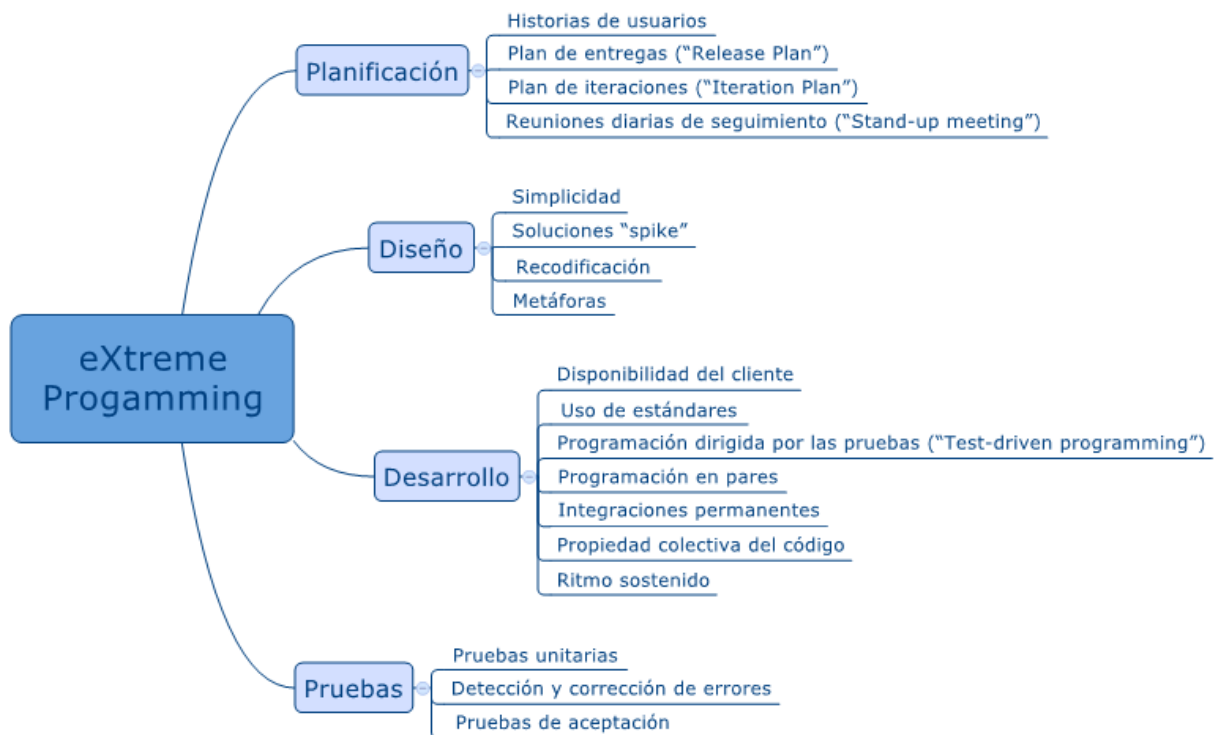 Historias de usuarios
Planificación
Plan de entregas (“Release Plan”)
Plan de iteraciones (“Iteration Plan”)
Reuniones diarias de seguimiento (“Stand-up meeting”)
Simplicidad
Diseño
Soluciones “spike”
Recodificación
Metáforas
eXtreme
Progamming
Disponibilidad del cliente
Uso de estándares
Programación dirigida por las pruebas (“Test-driven programming”)
Desarrollo
Programación en pares
Integraciones permanentes
Propiedad colectiva del código
Ritmo sostenido
Pruebas unitarias
Pruebas
Detección y corrección de errores
Pruebas de aceptación